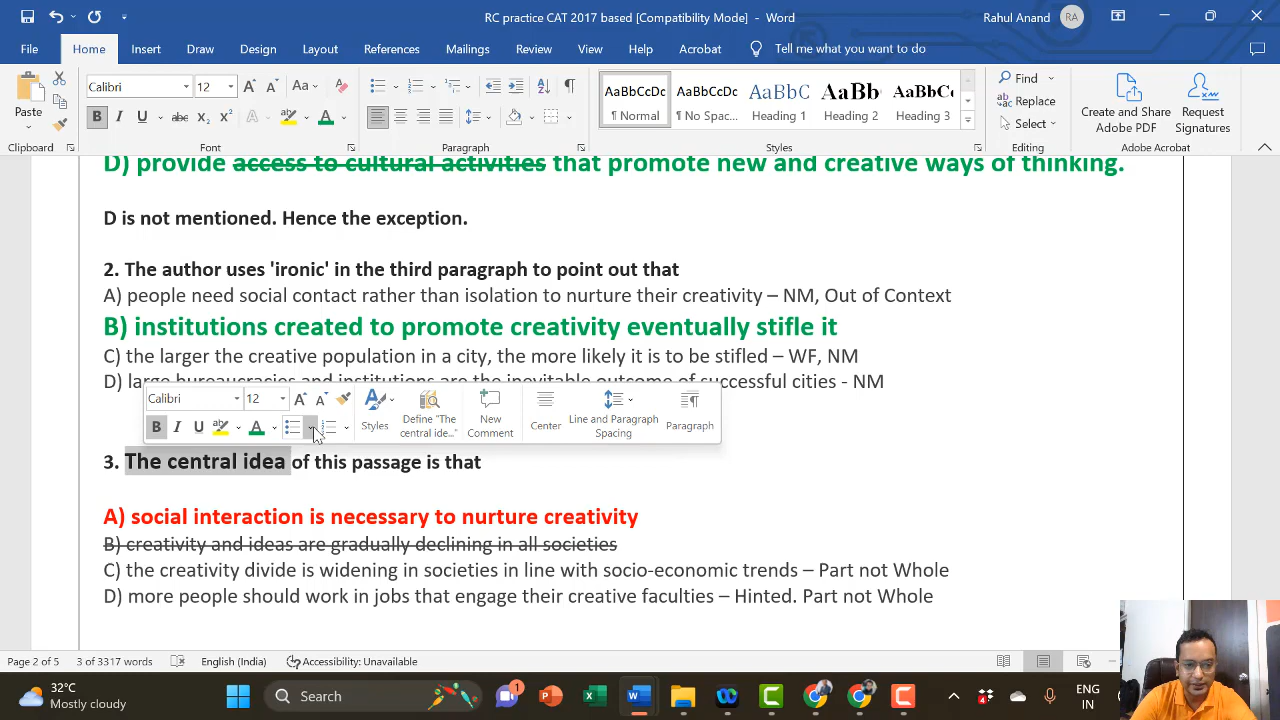 RC practice CAT 2017 based [Compatibility Mode] - Word
Rahul Anand RA
File Home Insert Draw Design Layout References Mailings Review View Help Acrobat Tell me what you want to do
Calibri 12 Aa
Paste
Clipboard Font Paragraph
AaBbCcDc AaBbCcDc AaBbC AaBb AaBbCc
¶ Normal ¶ No Spac... Heading 1 Heading 2 Heading 3
Styles
Find
Replace
Select
Editing
Create and Share Adobe PDF
Request Signatures
Adobe Acrobat
D) provide access to cultural activities that promote new and creative ways of thinking.
D is not mentioned. Hence the exception.
2. The author uses 'ironic' in the third paragraph to point out that
A) people need social contact rather than isolation to nurture their creativity – NM, Out of Context
B) institutions created to promote creativity eventually stifle it
C) the larger the creative population in a city, the more likely it is to be stifled – WF, NM
D) large bureaucracies and institutions are the inevitable outcome of successful cities - NM
Calibri 12
Styles
Define "The central ide..."
New Comment
Center
Line and Paragraph Spacing
Paragraph
3. The central idea of this passage is that
A) social interaction is necessary to nurture creativity
B) creativity and ideas are gradually declining in all societies
C) the creativity divide is widening in societies in line with socio-economic trends – Part not Whole
D) more people should work in jobs that engage their creative faculties – Hinted. Part not Whole
Page 2 of 5 3 of 3317 words English (India) Accessibility: Unavailable
32°C
Mostly cloudy
Search
ENG
IN